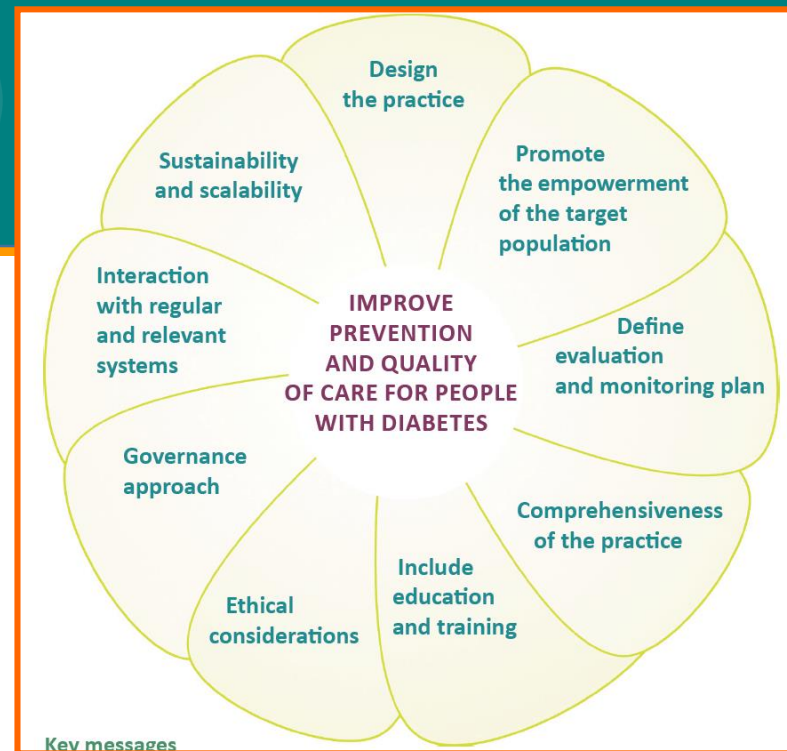 Design
the practice
Promote
the empowerment
of the target
population
Define
evaluation
and monitoring plan
Comprehensiveness
of the practice
Include
education
and training
Ethical
considerations
Governance
approach
Interaction
with regular
and relevant
systems
Sustainability
and scalability
IMPROVE
PREVENTION
AND QUALITY
OF CARE FOR PEOPLE
WITH DIABETES
Key messages